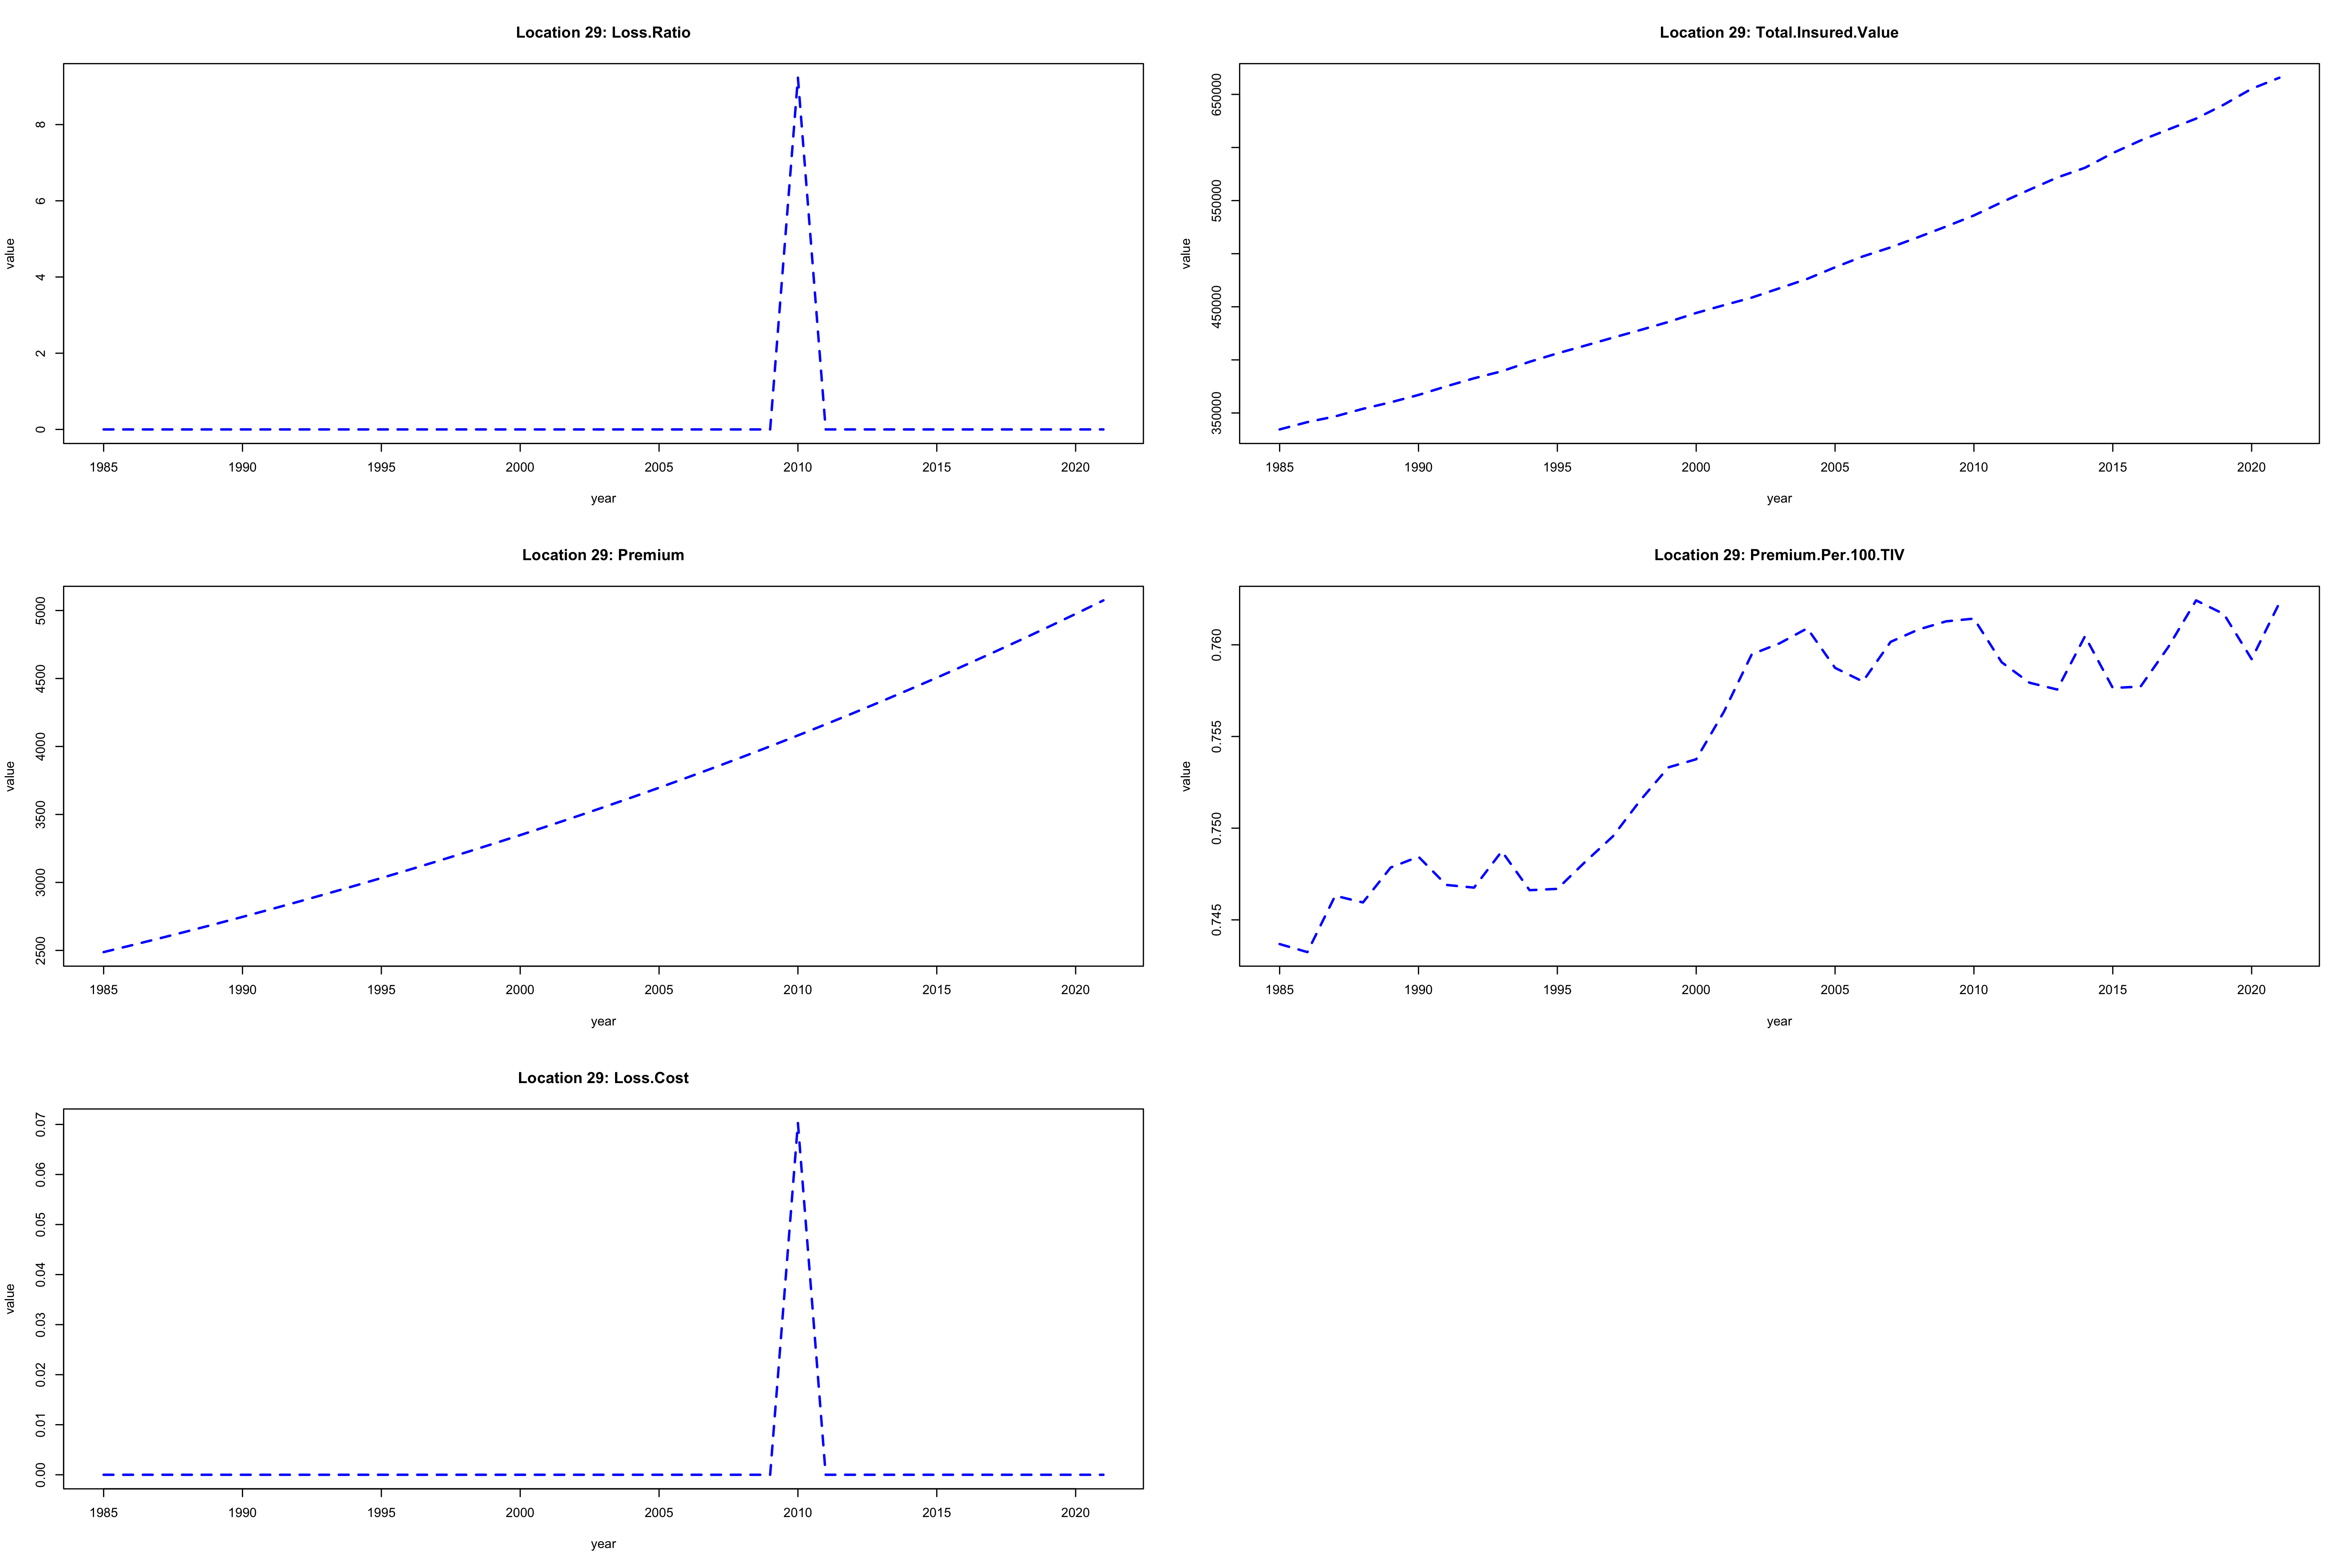 Location 29: Loss.Ratio
value
8
6
4
2
0
1985 1990 1995 2000 2005 2010 2015 2020
year
Location 29: Total.Insured.Value
value
650000
550000
450000
350000
1985 1990 1995 2000 2005 2010 2015 2020
year
Location 29: Premium
value
5000
4500
4000
3500
3000
2500
1985 1990 1995 2000 2005 2010 2015 2020
year
Location 29: Premium.Per.100.TIV
value
0.760
0.755
0.750
0.745
1985 1990 1995 2000 2005 2010 2015 2020
year
Location 29: Loss.Cost
value
0.07
0.06
0.05
0.04
0.03
0.02
0.01
0.00
1985 1990 1995 2000 2005 2010 2015 2020
year